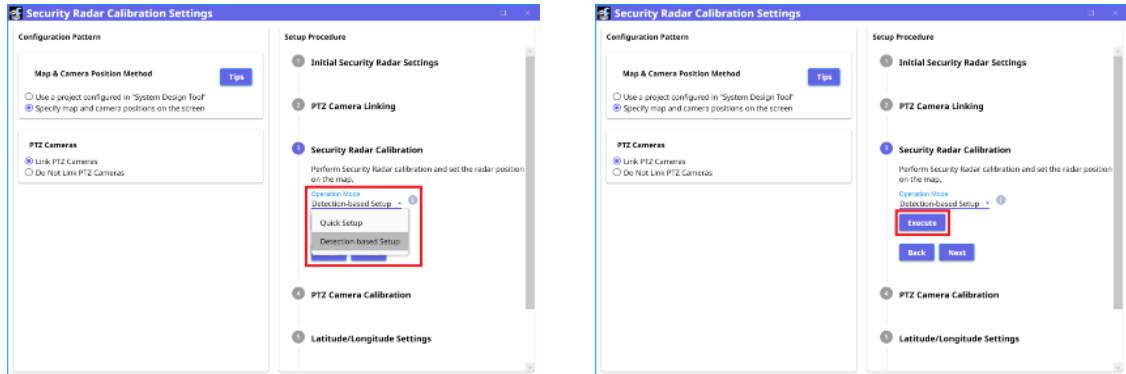 Security Radar Calibration Settings
Configuration Pattern
Map & Camera Position Method
Tips
Use a project configured in "System Design Tool"
Specify map and camera positions on the screen
PTZ Cameras
Link PTZ Cameras
Do Not Link PTZ Cameras
Setup Procedure
1 Initial Security Radar Settings
2 PTZ Camera Linking
3 Security Radar Calibration
Perform Security Radar calibration and set the radar position
on the map.
Operation Mode
Detection-based Setup
Quick Setup
Detection-based Setup
4 PTZ Camera Calibration
5 Latitude/Longitude Settings
Security Radar Calibration Settings
Configuration Pattern
Map & Camera Position Method
Tips
Use a project configured in "System Design Tool"
Specify map and camera positions on the screen
PTZ Cameras
Link PTZ Cameras
Do Not Link PTZ Cameras
Setup Procedure
1 Initial Security Radar Settings
2 PTZ Camera Linking
3 Security Radar Calibration
Perform Security Radar calibration and set the radar position
on the map.
Operation Mode
Detection-based Setup
Execute
Back Next
4 PTZ Camera Calibration
5 Latitude/Longitude Settings